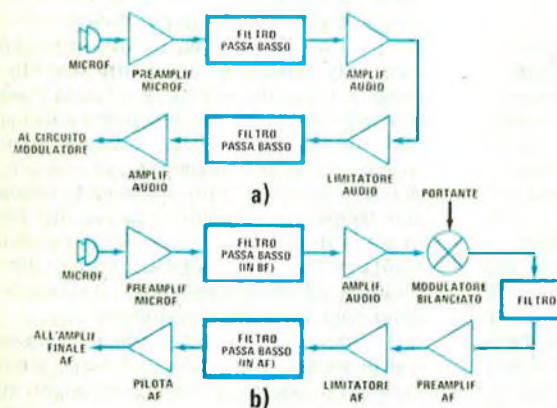 MICROF.
PREAMPLIF.
MICROF.
FILTRO
PASSA BASSO
AMPLIF.
AUDIO
AL CIRCUITO
MODULATORE
AMPLIF.
AUDIO
FILTRO
PASSA BASSO
LIMITATORE
AUDIO
a)
PORTANTE
MICROF.
PREAMPLIF.
MICROF.
FILTRO
PASSA BASSO
(IN BF)
AMPLIF.
AUDIO
MODULATORE
BILANCIATO
FILTRO
ALL'AMPLIF.
FINALE
AF
PILOTA
AF
FILTRO
PASSA BASSO
(IN AF)
LIMITATORE
AF
PREAMPLIF.
AF
b)